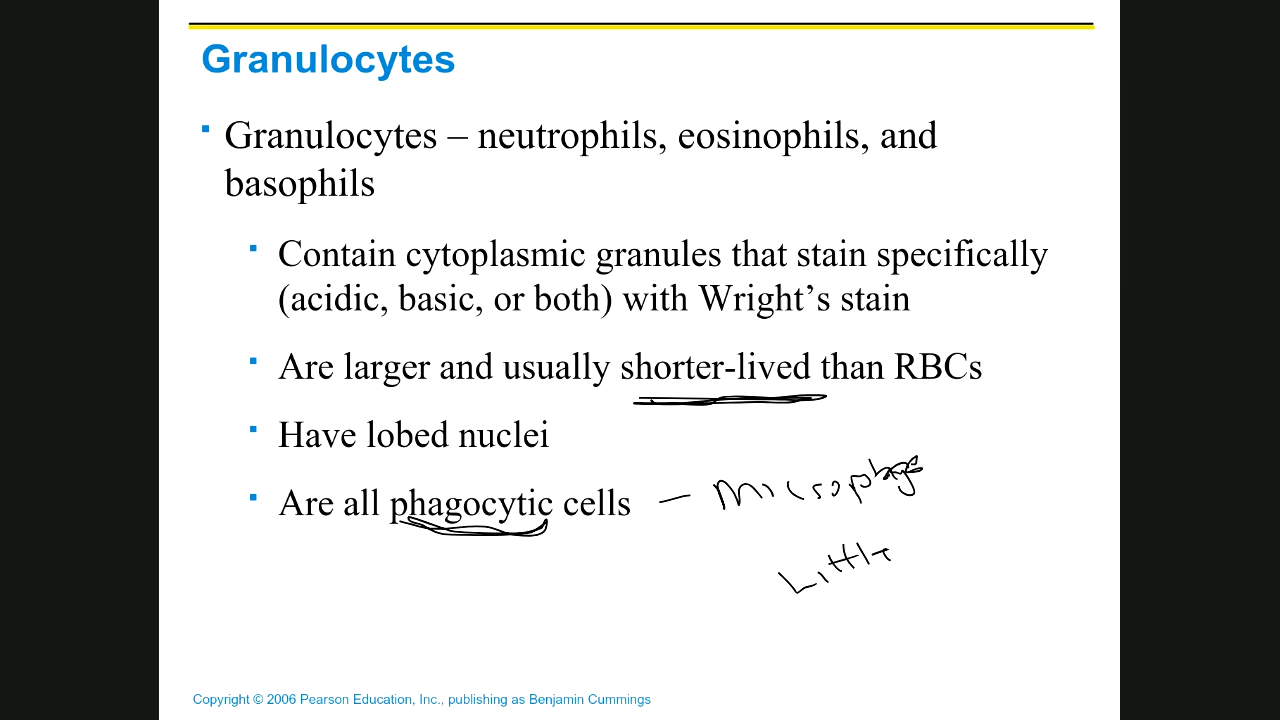 Granulocytes
Granulocytes – neutrophils, eosinophils, and
basophils
Contain cytoplasmic granules that stain specifically
(acidic, basic, or both) with Wright’s stain
Are larger and usually shorter-lived than RBCs
Have lobed nuclei
Are all phagocytic cells – Microphage
Little
Copyright © 2006 Pearson Education, Inc., publishing as Benjamin Cummings